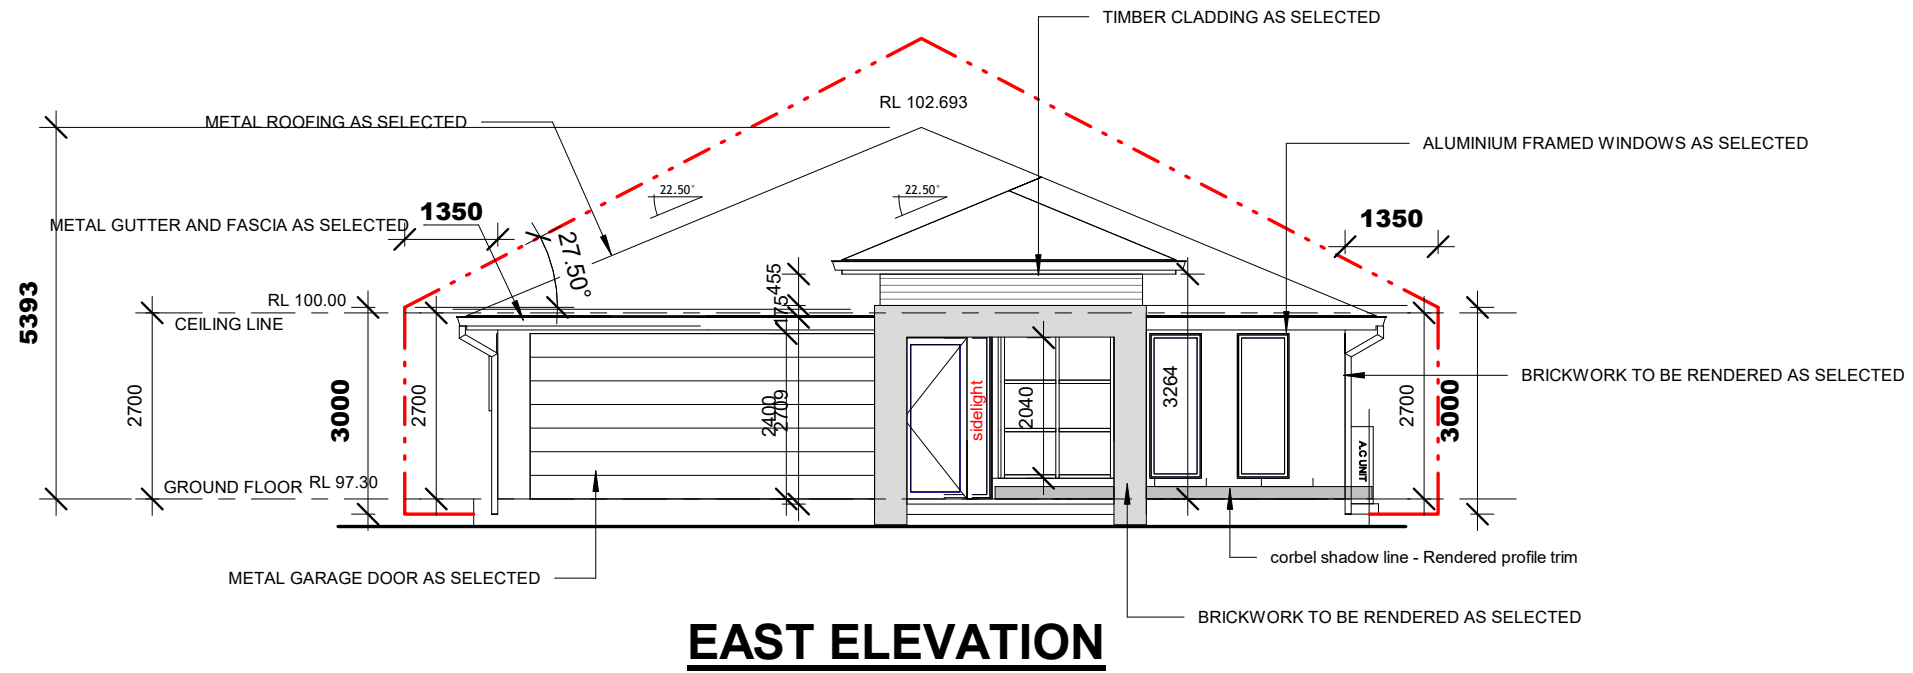 TIMBER CLADDING AS SELECTED
RL 102.693
METAL ROOFING AS SELECTED
ALUMINIUM FRAMED WINDOWS AS SELECTED
22.50°
22.50°
METAL GUTTER AND FASCIA AS SELECTED
1350
1350
27.50°
455
175
RL 100.00
CEILING LINE
5393
2700
3000
2700
2400
2709
sidelight
2040
3264
2700
3000
BRICKWORK TO BE RENDERED AS SELECTED
A.C UNIT
GROUND FLOOR
RL 97.30
corbel shadow line - Rendered profile trim
METAL GARAGE DOOR AS SELECTED
BRICKWORK TO BE RENDERED AS SELECTED
EAST ELEVATION